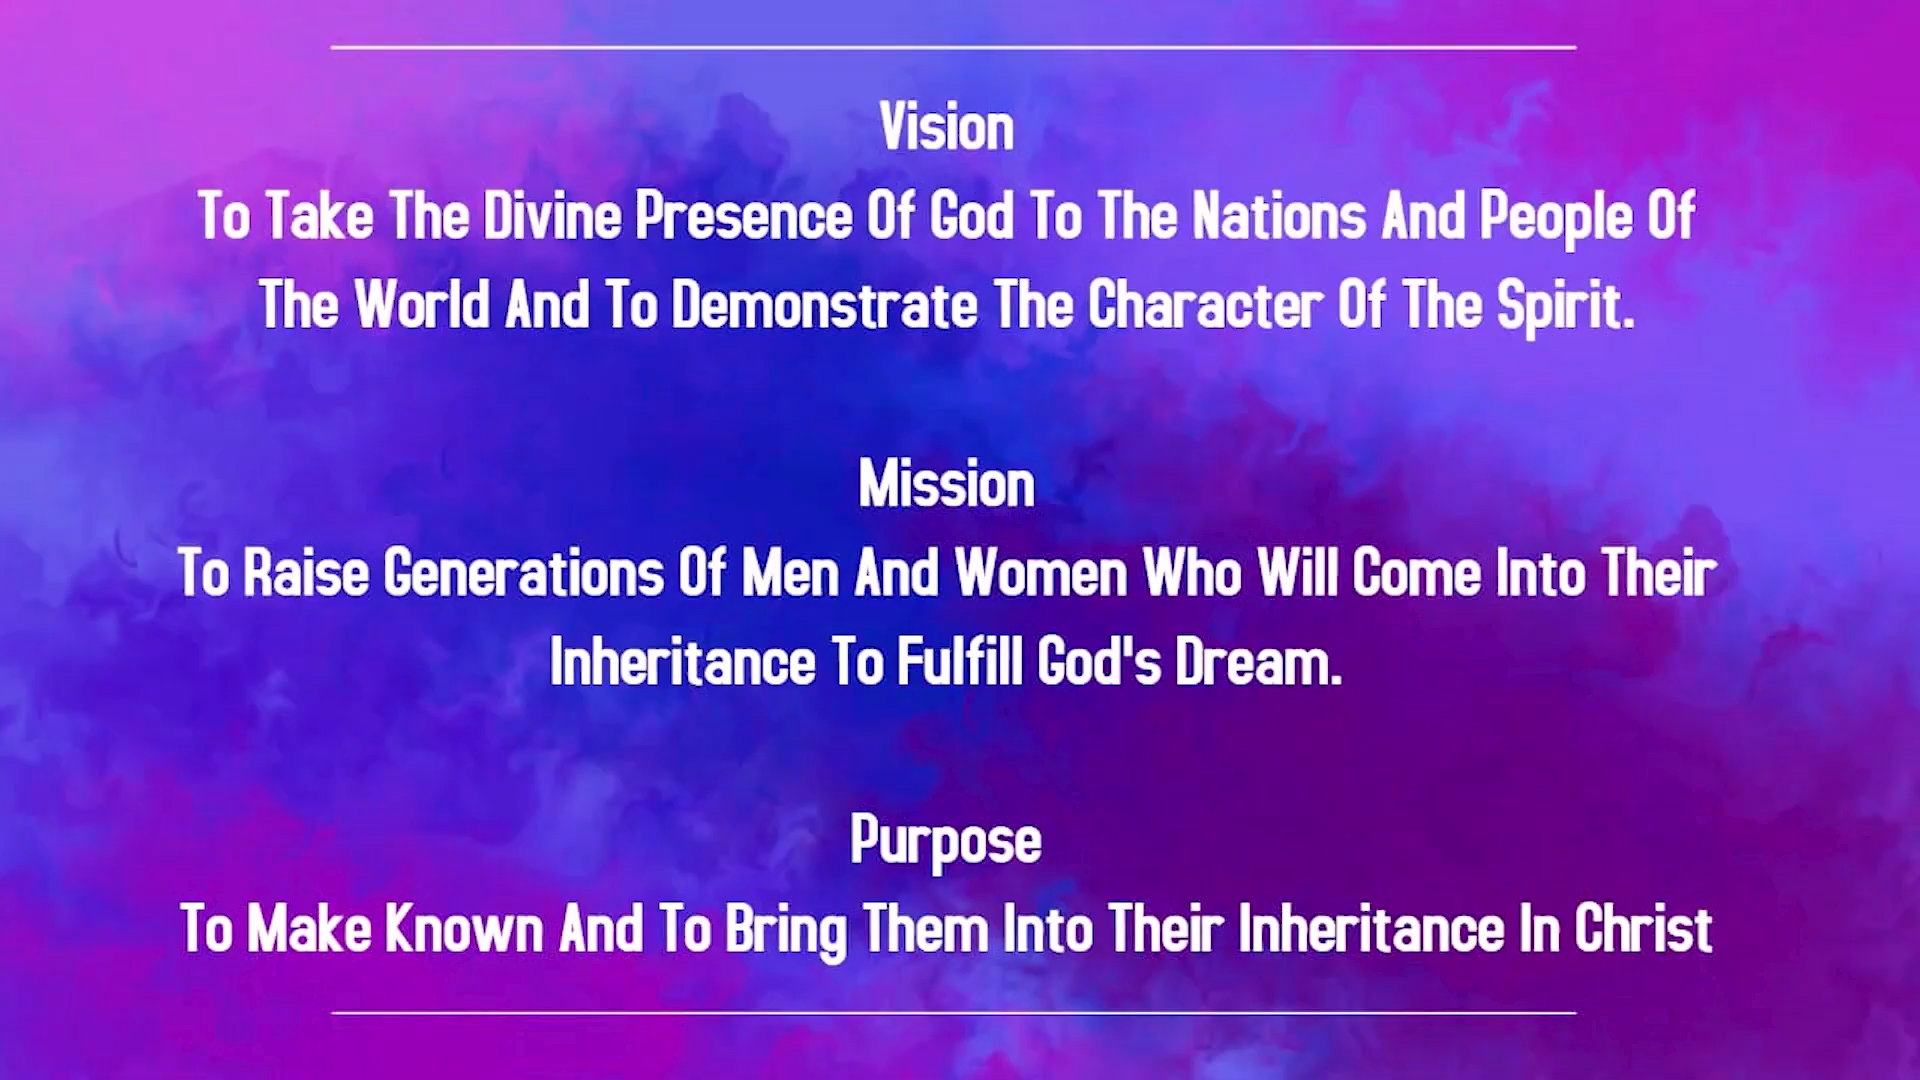 Vision
To Take The Divine Presence Of God To The Nations And People Of
The World And To Demonstrate The Character Of The Spirit.
Mission
To Raise Generations Of Men And Women Who Will Come Into Their
Inheritance To Fulfill God's Dream.
Purpose
To Make Known And To Bring Them Into Their Inheritance In Christ